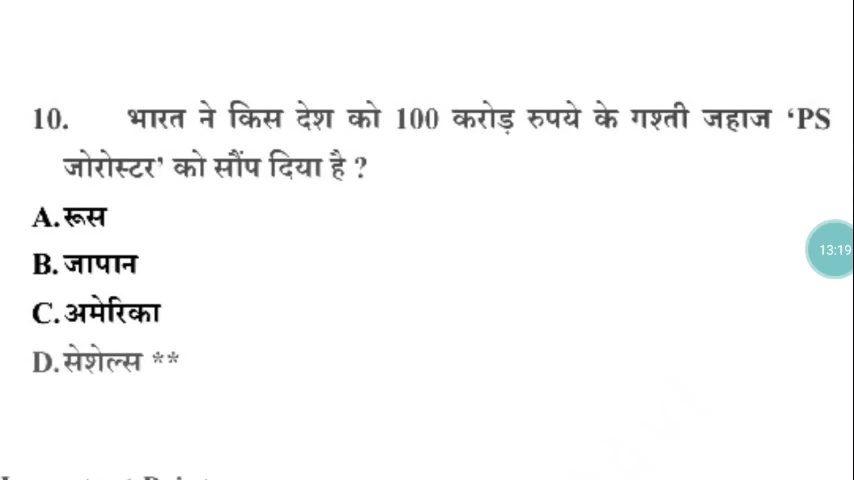 10. भारत ने किस देश को 100 करोड़ रुपये के गश्ती जहाज ‘PS
जोरोस्टर’ को सौंप दिया है ?
A. रूस
B. जापान
C. अमेरिका
D. सेशेल्स **
13:19